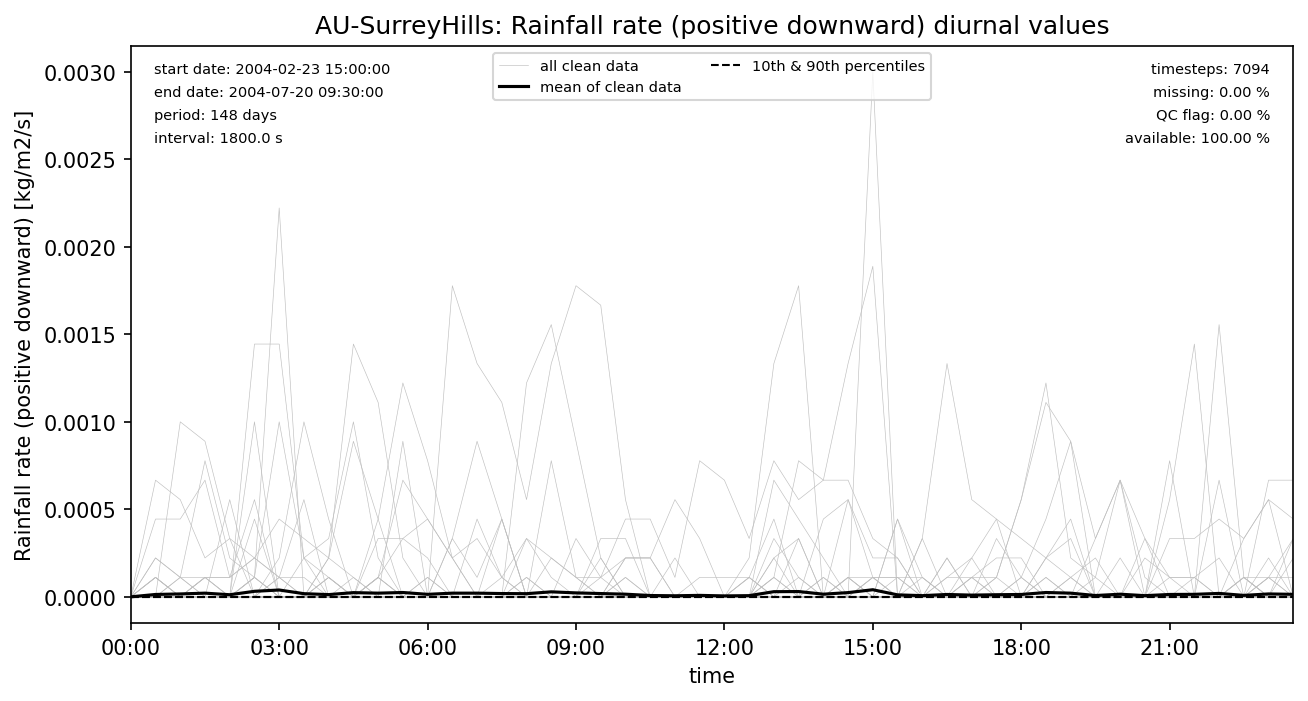 AU-SurreyHills: Rainfall rate (positive downward) diurnal values
start date: 2004-02-23 15:00:00
end date: 2004-07-20 09:30:00
period: 148 days
interval: 1800.0 s
all clean data
mean of clean data
10th & 90th percentiles
timesteps: 7094
missing: 0.00 %
QC flag: 0.00 %
available: 100.00 %
Rainfall rate (positive downward) [kg/m2/s]
0.0030
0.0025
0.0020
0.0015
0.0010
0.0005
0.0000
00:00
03:00
06:00
09:00
12:00
15:00
18:00
21:00
time